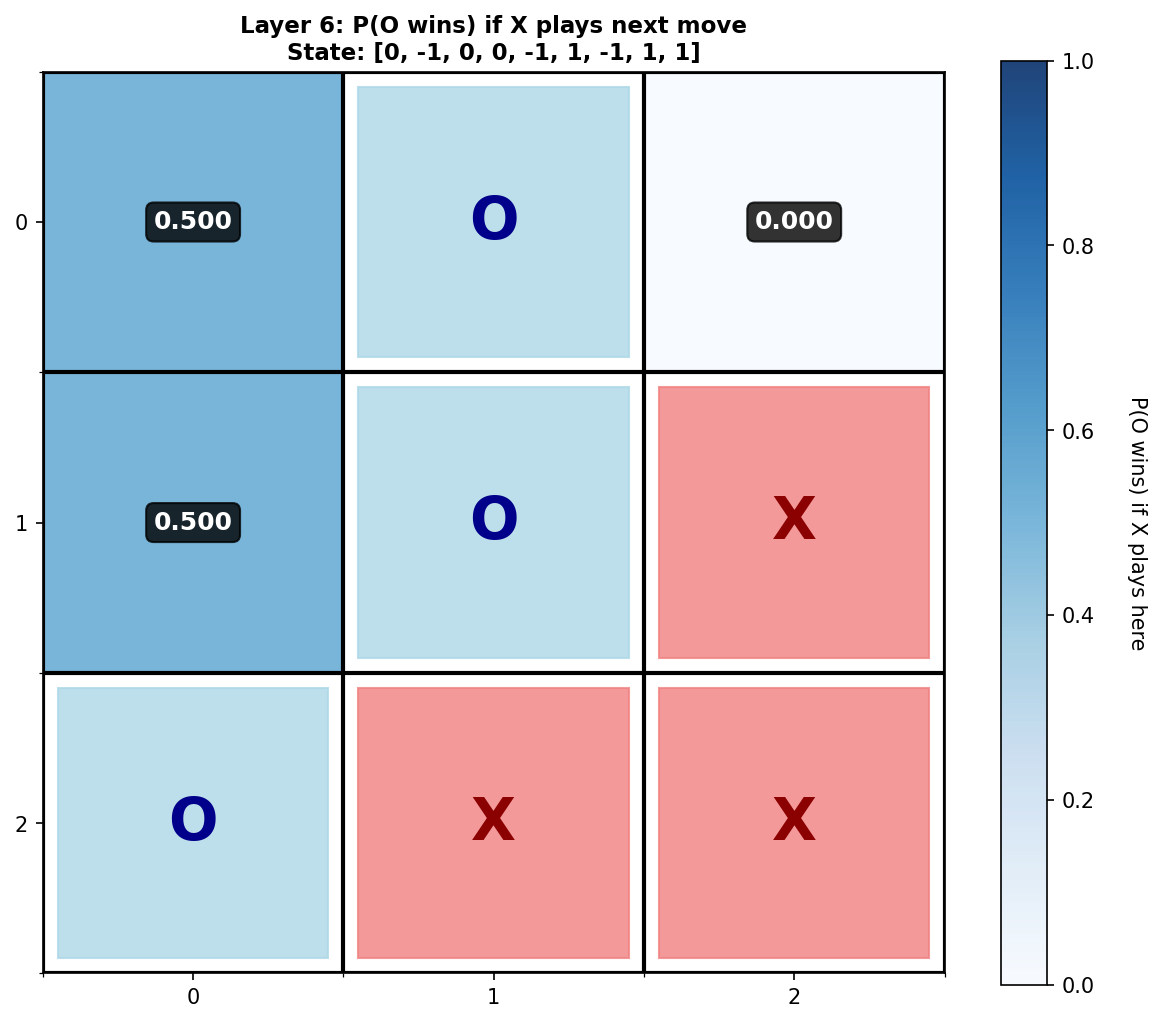 Layer 6: P(O wins) if X plays next move
State: [0, -1, 0, 0, -1, 1, -1, 1, 1]
0
0.500
O
0.000
1
0.500
O
X
2
O
X
X
0
1
2
1.0
0.8
0.6
0.4
0.2
0.0
P(O wins) if X plays here